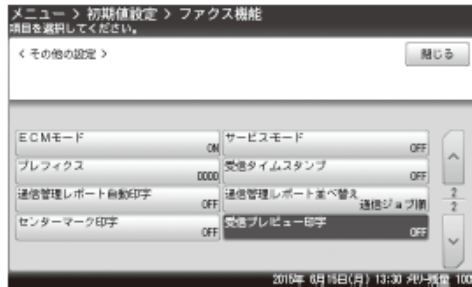 メニュー > 初期値設定 > ファクス機能
項目を選択してください。
< その他の設定 >
閉じる
ECMモード
ON
サービスモード
OFF
プレフィクス
0000
受信タイムスタンプ
OFF
通信管理レポート自動印字
OFF
通信管理レポート並べ替え
通信ジョブ順
センターマーク印字
OFF
受信プレビュー印字
OFF
2
2
2015年 6月15日(月) 13:30 メモリー残量 100